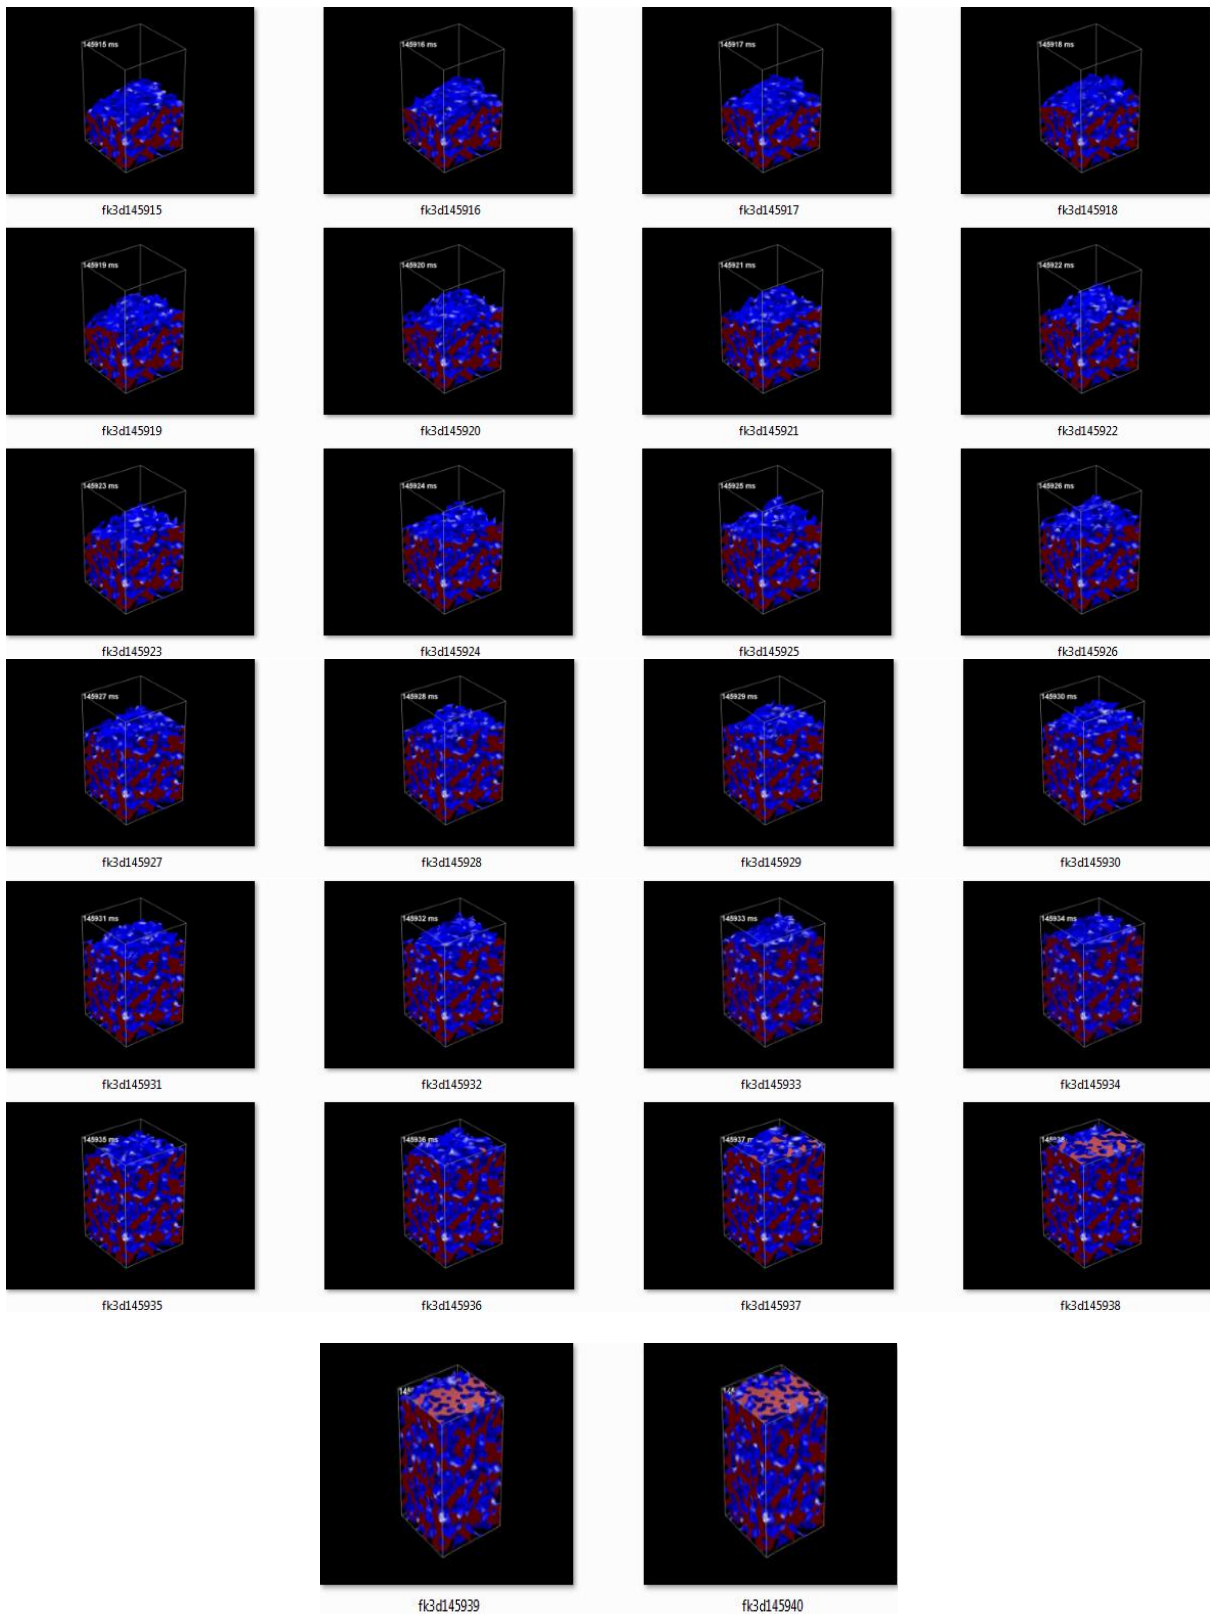 145915 ms 145916 ms 145917 ms 145918 ms
fk3d145915 fk3d145916 fk3d145917 fk3d145918
145919 ms 145920 ms 145921 ms 145922 ms
fk3d145919 fk3d145920 fk3d145921 fk3d145922
145923 ms 145924 ms 145925 ms 145926 ms
fk3d145923 fk3d145924 fk3d145925 fk3d145926
145927 ms 145928 ms 145929 ms 145930 ms
fk3d145927 fk3d145928 fk3d145929 fk3d145930
145931 ms 145932 ms 145933 ms 145934 ms
fk3d145931 fk3d145932 fk3d145933 fk3d145934
145935 ms 145936 ms 145937 m
fk3d145935 fk3d145936 fk3d145937 fk3d145938
fk3d145939 fk3d145940